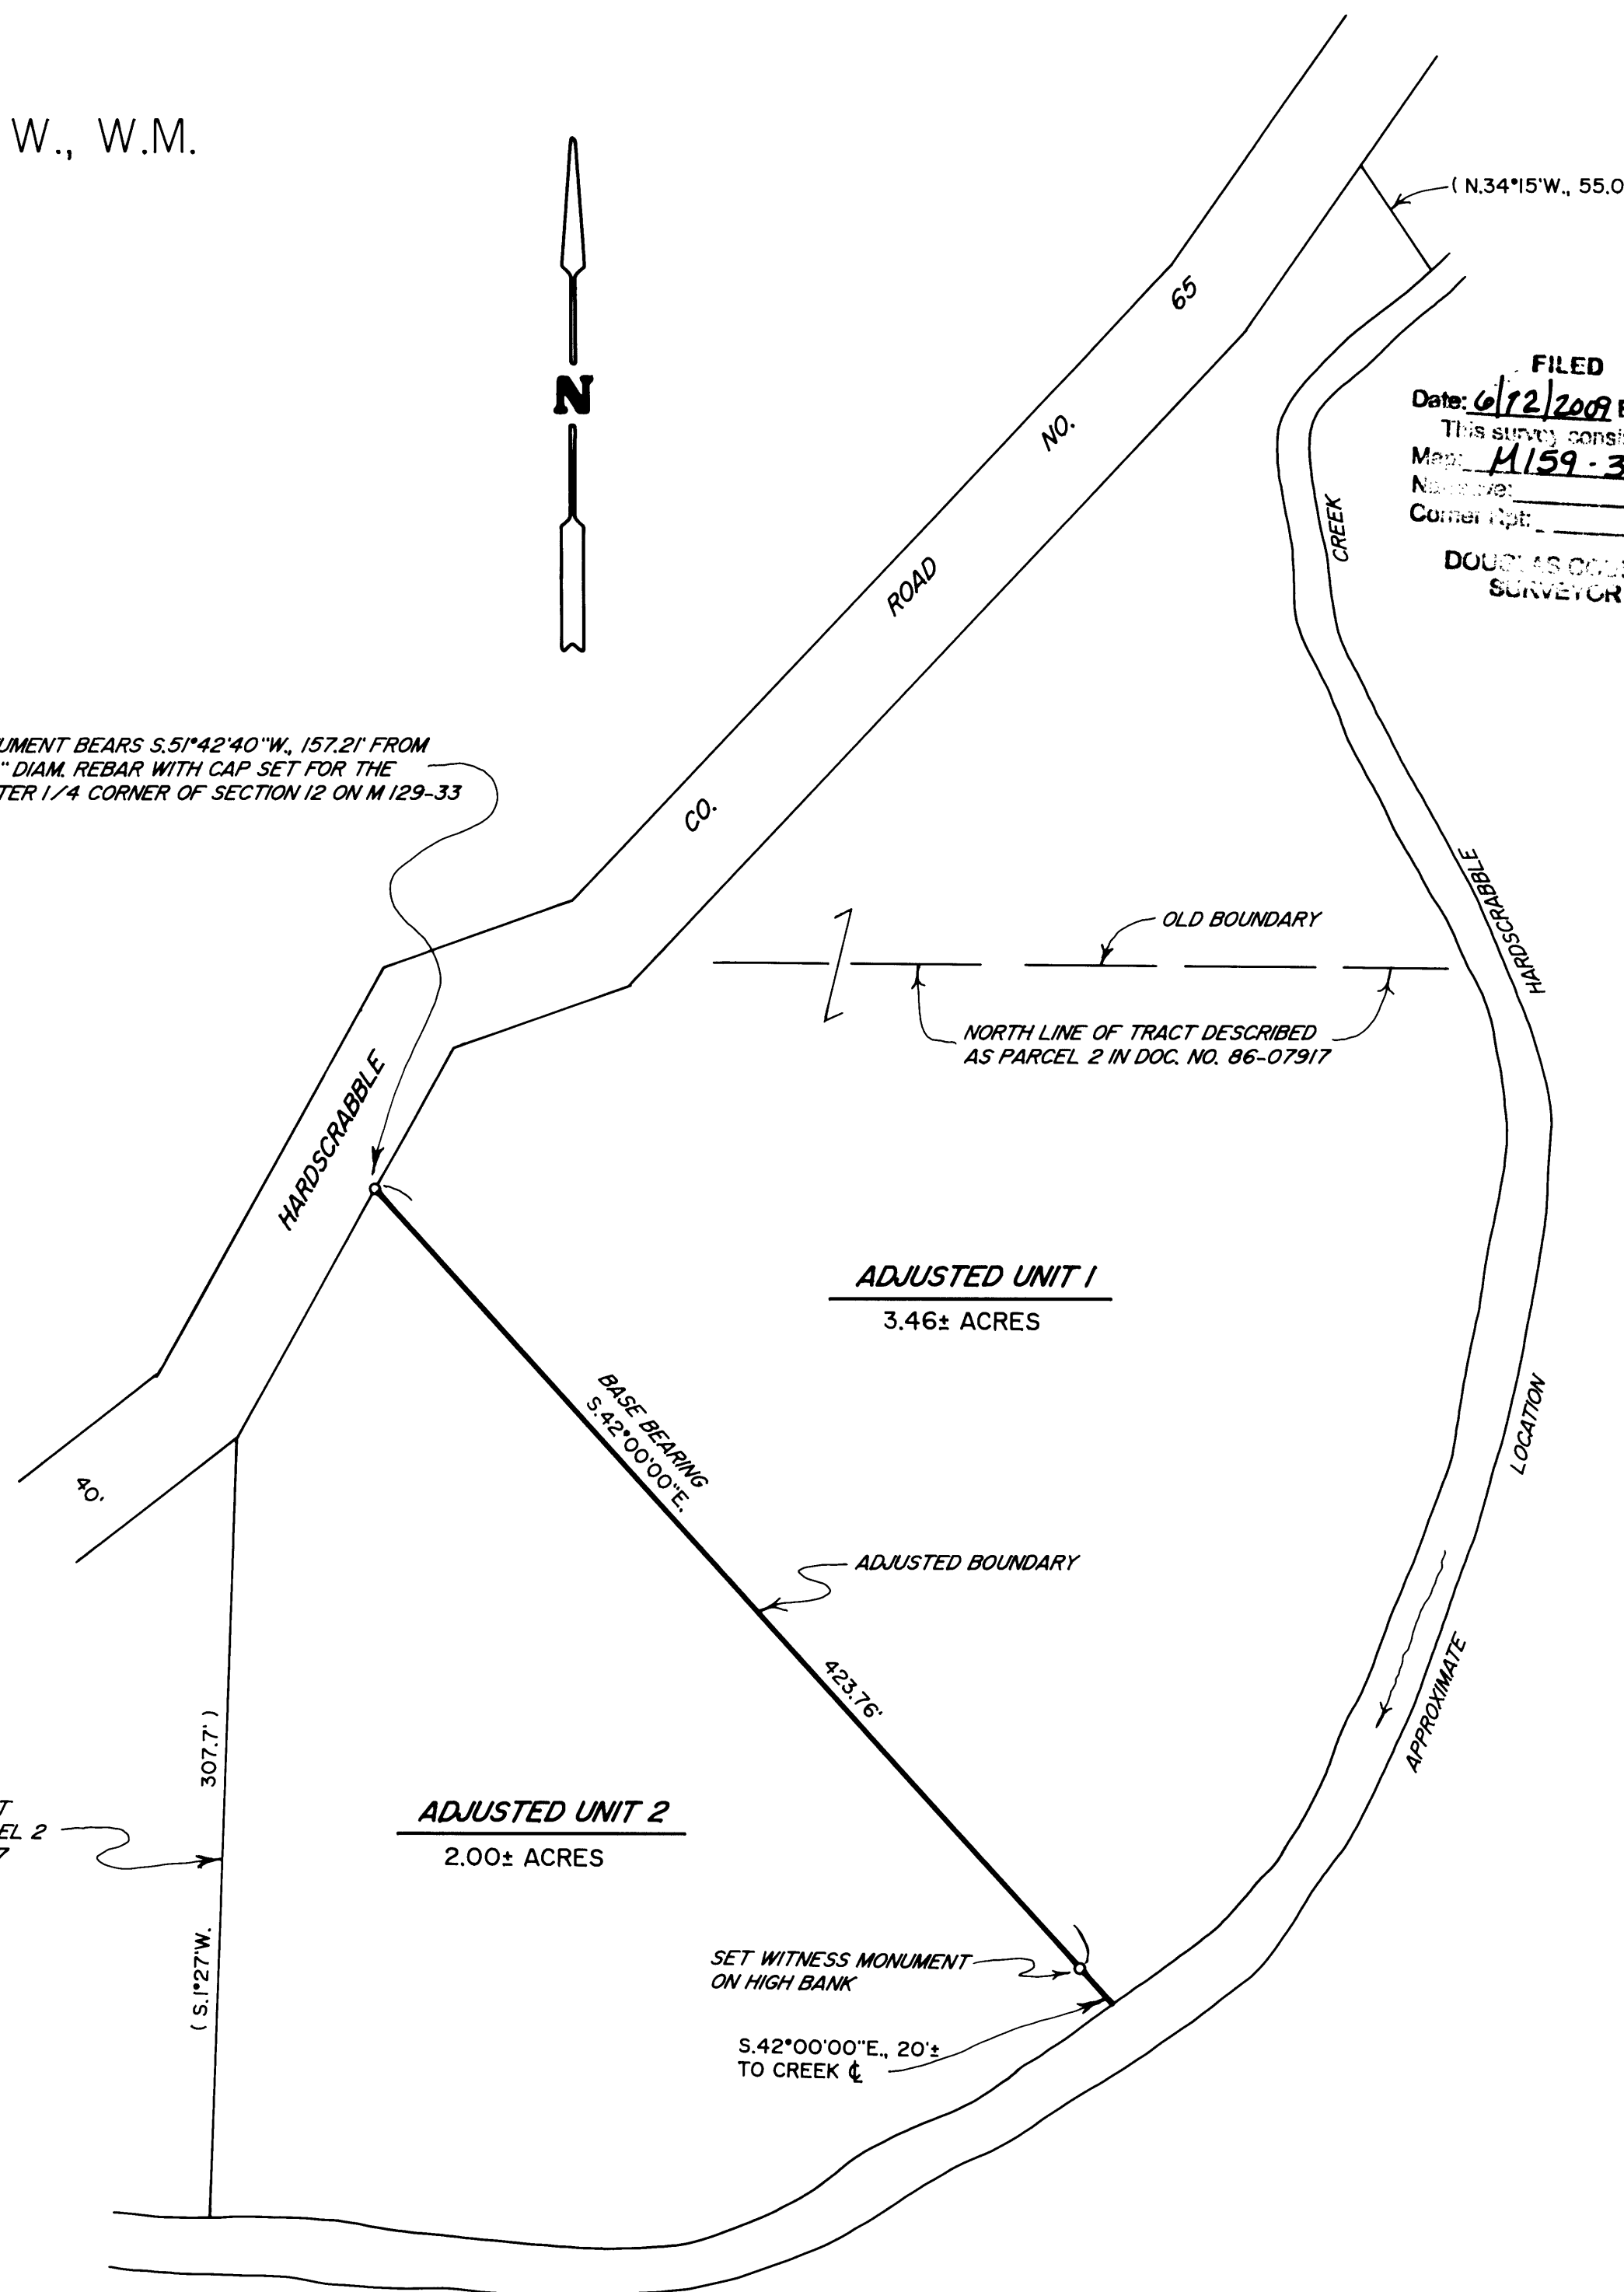 W., W.M.
( N.34°15'W., 55.0
N
65
NO.
ROAD
CO.
HARDSCRABBLE
40'
FILED
Date: 6/12/2009
This survey
Map: M159-3
Corner Rpt:
DOUGLAS
SURVEYOR
CREEK
HARDSCRABBLE
LOCATION
APPROXIMATE
BEARS S.51°42'40"W., 157.21' FROM
" DIAM. REBAR WITH CAP SET FOR THE
1/4 CORNER OF SECTION 12 ON M 129-33
OLD BOUNDARY
NORTH LINE OF TRACT DESCRIBED
AS PARCEL 2 IN DOC. NO. 86-07917
ADJUSTED UNIT 1
3.46± ACRES
BASE BEARING
S.42°00'00"E.
ADJUSTED BOUNDARY
423.76'
307.7' )
( S.1°27'W.
2
ADJUSTED UNIT 2
2.00± ACRES
SET WITNESS MONUMENT
ON HIGH BANK
S.42°00'00"E., 20'±
TO CREEK ℄